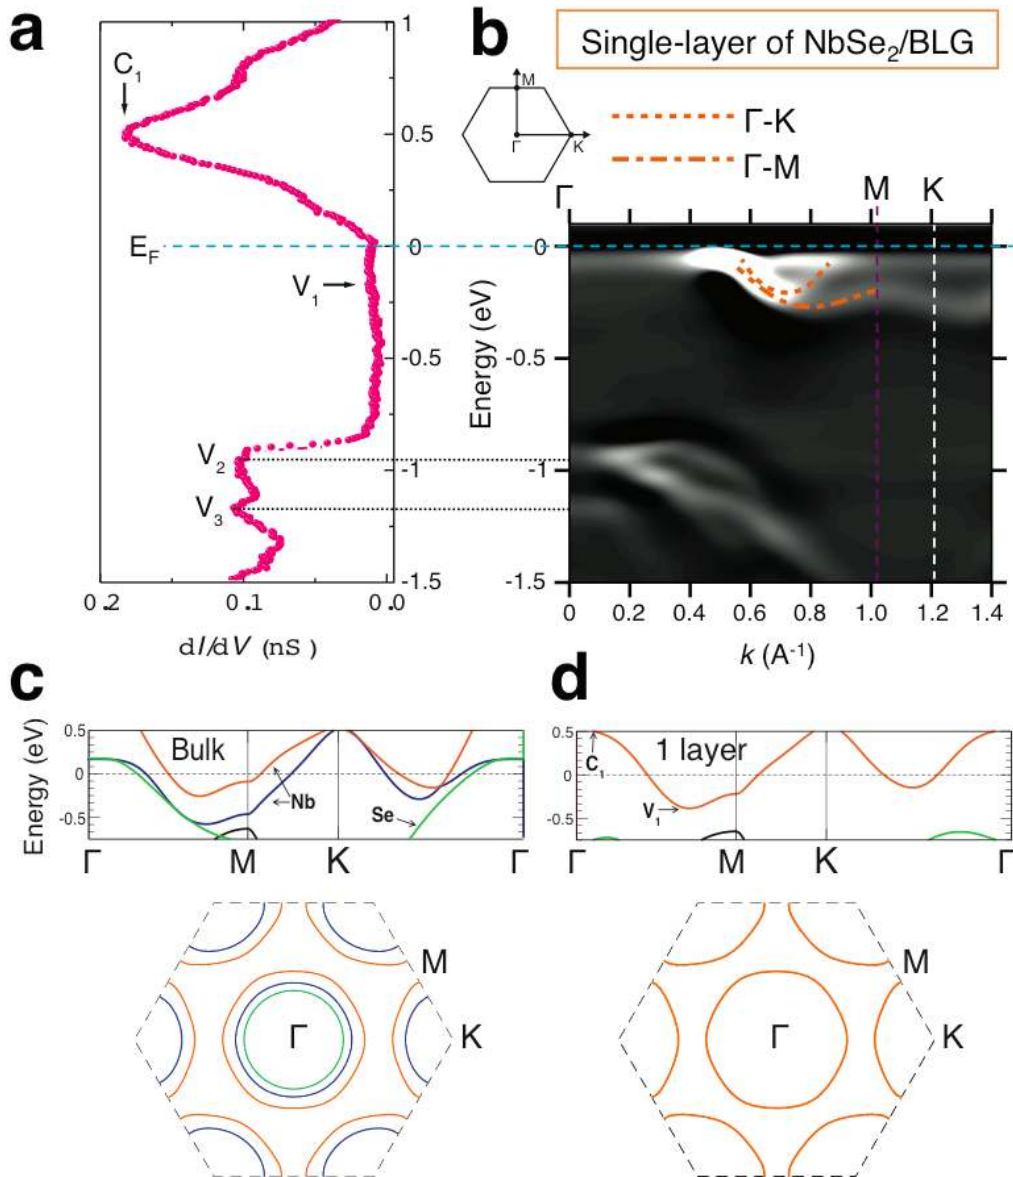 a
C₁
E_F
V₁
V₂
V₃
1
0.5
0
-0.5
-1
-1.5
0.2
0.1
0.0
dI/dV (nS)
b
Single-layer of NbSe₂/BLG
M
Γ
K
Γ-K
Γ-M
Γ
M
K
Energy (eV)
0
-0.5
-1.0
-1.5
0
0.2
0.4
0.6
0.8
1.0
1.2
1.4
k (A⁻¹)
c
Energy (eV)
0.5
0
-0.5
Bulk
Nb
Se
Γ
M
K
Γ
Γ
M
K
d
0.5
0
-0.5
1 layer
C₁
V₁
Γ
M
K
Γ
Γ
M
K